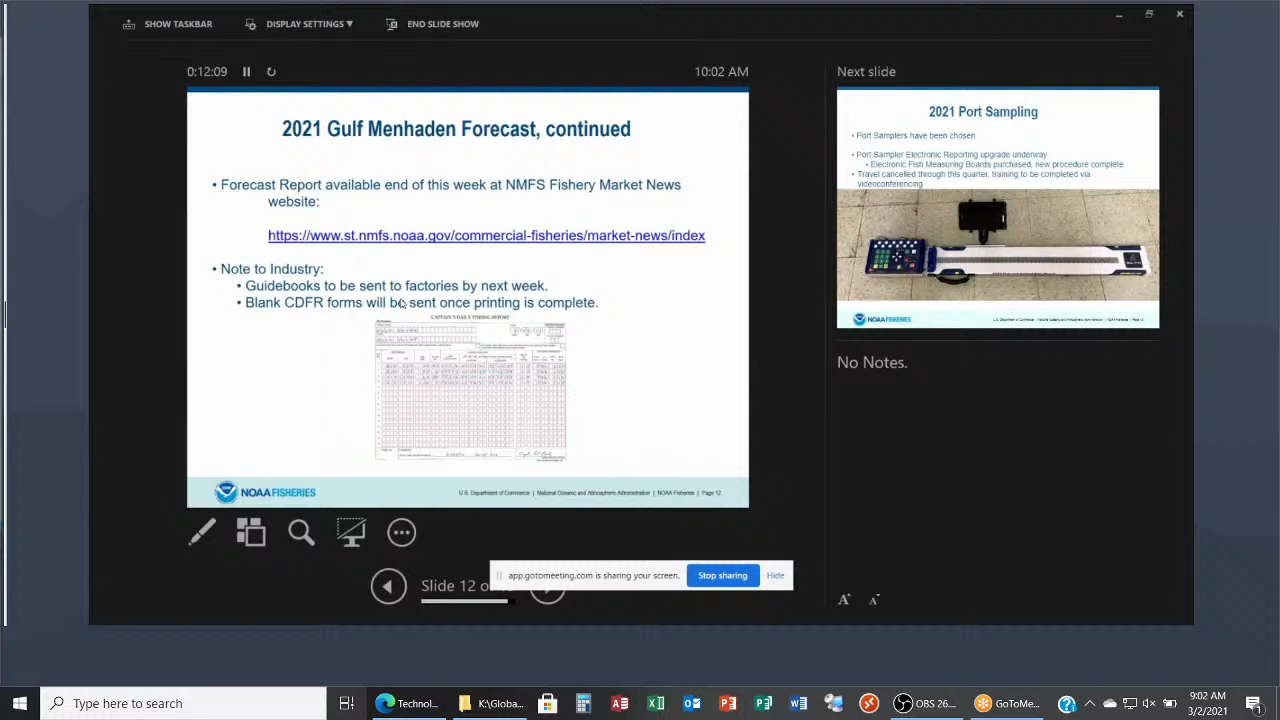 SHOW TASKBAR
DISPLAY SETTINGS ▼
END SLIDE SHOW
0:12:09
10:02 AM
2021 Gulf Menhaden Forecast, continued
• Forecast Report available end of this week at NMFS Fishery Market News
website:
https://www.st.nmfs.noaa.gov/commercial-fisheries/market-news/index
• Note to Industry:
• Guidebooks to be sent to factories by next week.
• Blank CDFR forms will be sent once printing is complete.
CAPTAIN'S DAILY FISHING REPORT
NOAA FISHERIES
U.S. Department of Commerce | National Oceanic and Atmospheric Administration | NOAA Fisheries | Page 12
Slide 12 of
app.gotomeeting.com is sharing your screen.
Stop sharing
Hide
Next slide
2021 Port Sampling
• Port Samplers have been chosen
• Port Sampler Electronic Reporting upgrade underway
• Electronic Fish Measuring Boards purchased, new procedure complete
• Travel cancelled through this quarter, training to be completed via
videoconferencing
NOAA FISHERIES
No Notes.
A A
Type here to search
Technol...
K:\Globa...
OBS 26...
GoToMe...
9:02 AM
3/2/2021